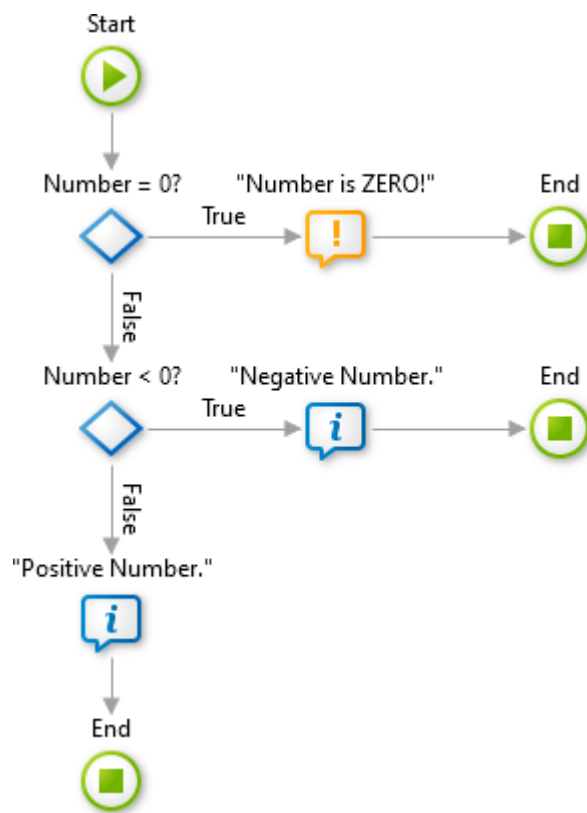 Start
Number = 0?
True
"Number is ZERO!"
End
False
Number < 0?
True
"Negative Number."
End
False
"Positive Number."
End